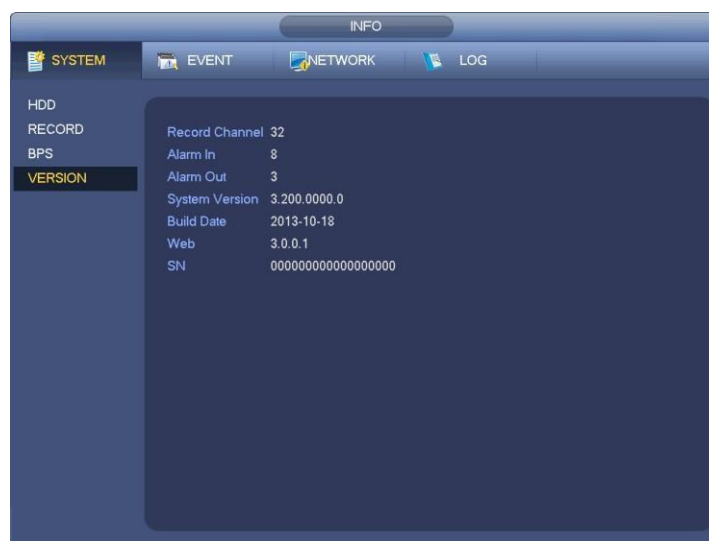 INFO
SYSTEM EVENT NETWORK LOG
HDD
RECORD
BPS
VERSION
Record Channel 32
Alarm In 8
Alarm Out 3
System Version 3.200.0000.0
Build Date 2013-10-18
Web 3.0.0.1
SN 000000000000000000